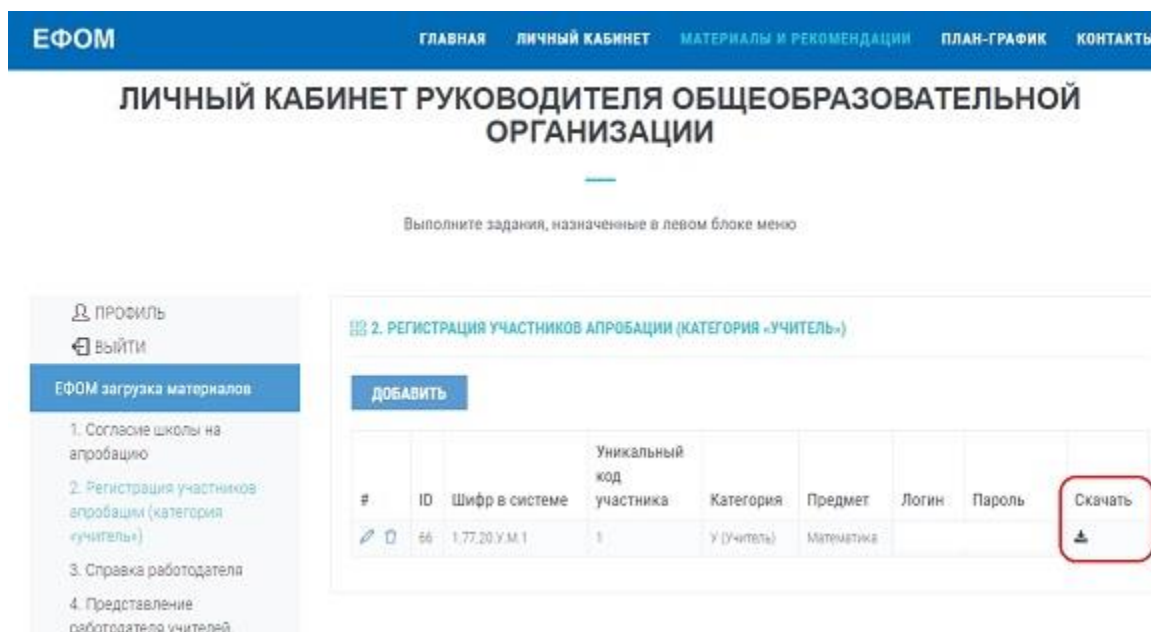 ЕФОМ
ГЛАВНАЯ ЛИЧНЫЙ КАБИНЕТ МАТЕРИАЛЫ И РЕКОМЕНДАЦИИ ПЛАН-ГРАФИК КОНТАКТЫ
ЛИЧНЫЙ КАБИНЕТ РУКОВОДИТЕЛЯ ОБЩЕОБРАЗОВАТЕЛЬНОЙ
ОРГАНИЗАЦИИ
Выполните задания, назначенные в левом блоке меню
ПРОФИЛЬ
ВЫЙТИ
ЕФОМ загрузка материалов
1. Согласие школы на
апробацию
2. Регистрация участников
апробации (категория
«учитель»)
3. Справка работодателя
4. Представление
работодателя учителей
2. РЕГИСТРАЦИЯ УЧАСТНИКОВ АПРОБАЦИИ (КАТЕГОРИЯ «УЧИТЕЛЬ»)
ДОБАВИТЬ
# ID Шифр в системе Уникальный код участника Категория Предмет Логин Пароль Скачать
66 1.77.20.У.М.1 1 У (Учитель) Математика